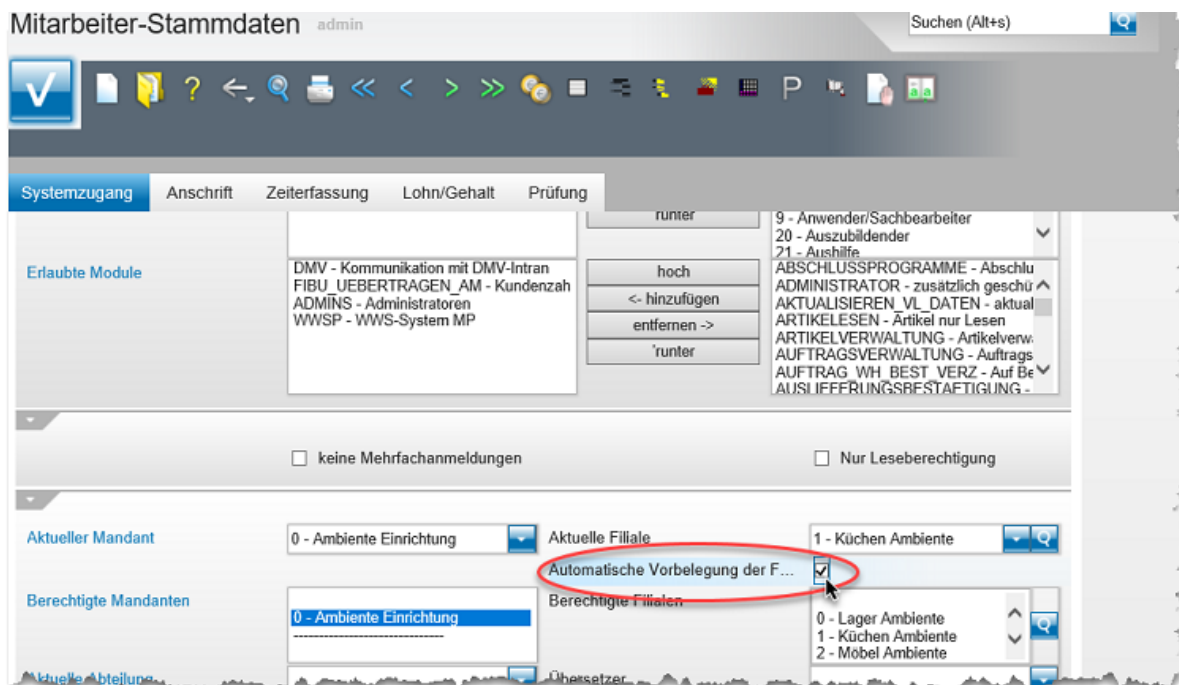 Mitarbeiter-Stammdaten admin
Suchen (Alt+s)
Systemzugang Anschrift Zeiterfassung Lohn/Gehalt Prüfung
runter
9 - Anwender/Sachbearbeiter
20 - Auszubildender
21 - Aushilfe
Erlaubte Module
DMV - Kommunikation mit DMV-Intran
FIBU_UEBERTRAGEN_AM - Kundenzah
ADMINS - Administratoren
WWSP - WWS-System MP
hoch
<- hinzufügen
entfernen ->
'runter
ABSCHLUSSPROGRAMME - Abschlu
ADMINISTRATOR - zusätzlich geschü
AKTUALISIEREN_VL_DATEN - aktual
ARTIKELESEN - Artikel nur Lesen
ARTIKELVERWALTUNG - Artikelverw
AUFTRAGSVERWALTUNG - Auftrags
AUFTRAG_WH_BEST_VERZ - Auf Be
AUSLIEFERUNGSBESTAETIGUNG -
keine Mehrfachanmeldungen
Nur Leseberechtigung
Aktueller Mandant
0 - Ambiente Einrichtung
Aktuelle Filiale
1 - Küchen Ambiente
Automatische Vorbelegung der F...
Berechtigte Mandanten
0 - Ambiente Einrichtung
------------------------------
Berechtigte Filialen
0 - Lager Ambiente
1 - Küchen Ambiente
2 - Möbel Ambiente
Aktuelle Abteilung
Übersetzer